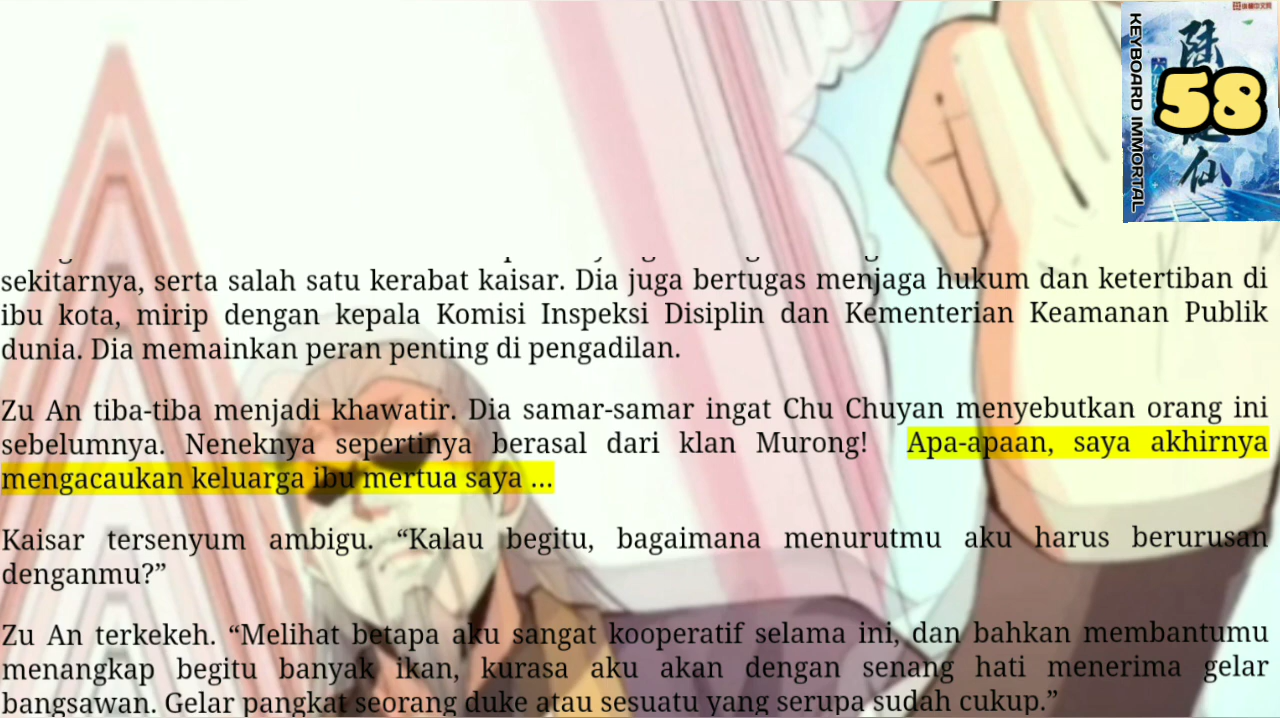 KEYBOARD IMMORTAL
58
仙
sekitarnya, serta salah satu kerabat kaisar. Dia juga bertugas menjaga hukum dan ketertiban di
ibu kota, mirip dengan kepala Komisi Inspeksi Disiplin dan Kementerian Keamanan Publik
dunia. Dia memainkan peran penting di pengadilan.
Zu An tiba-tiba menjadi khawatir. Dia samar-samar ingat Chu Chuyan menyebutkan orang ini
sebelumnya. Neneknya sepertinya berasal dari klan Murong! Apa-apaan, saya akhirnya
mengacaukan keluarga ibu mertua saya ...
Kaisar tersenyum ambigu. “Kalau begitu, bagaimana menurutmu aku harus berurusan
denganmu?”
Zu An terkekeh. “Melihat betapa aku sangat kooperatif selama ini, dan bahkan membantumu
menangkap begitu banyak ikan, kurasa aku akan dengan senang hati menerima gelar
bangsawan. Gelar pangkat seorang duke atau sesuatu yang serupa sudah cukup.”